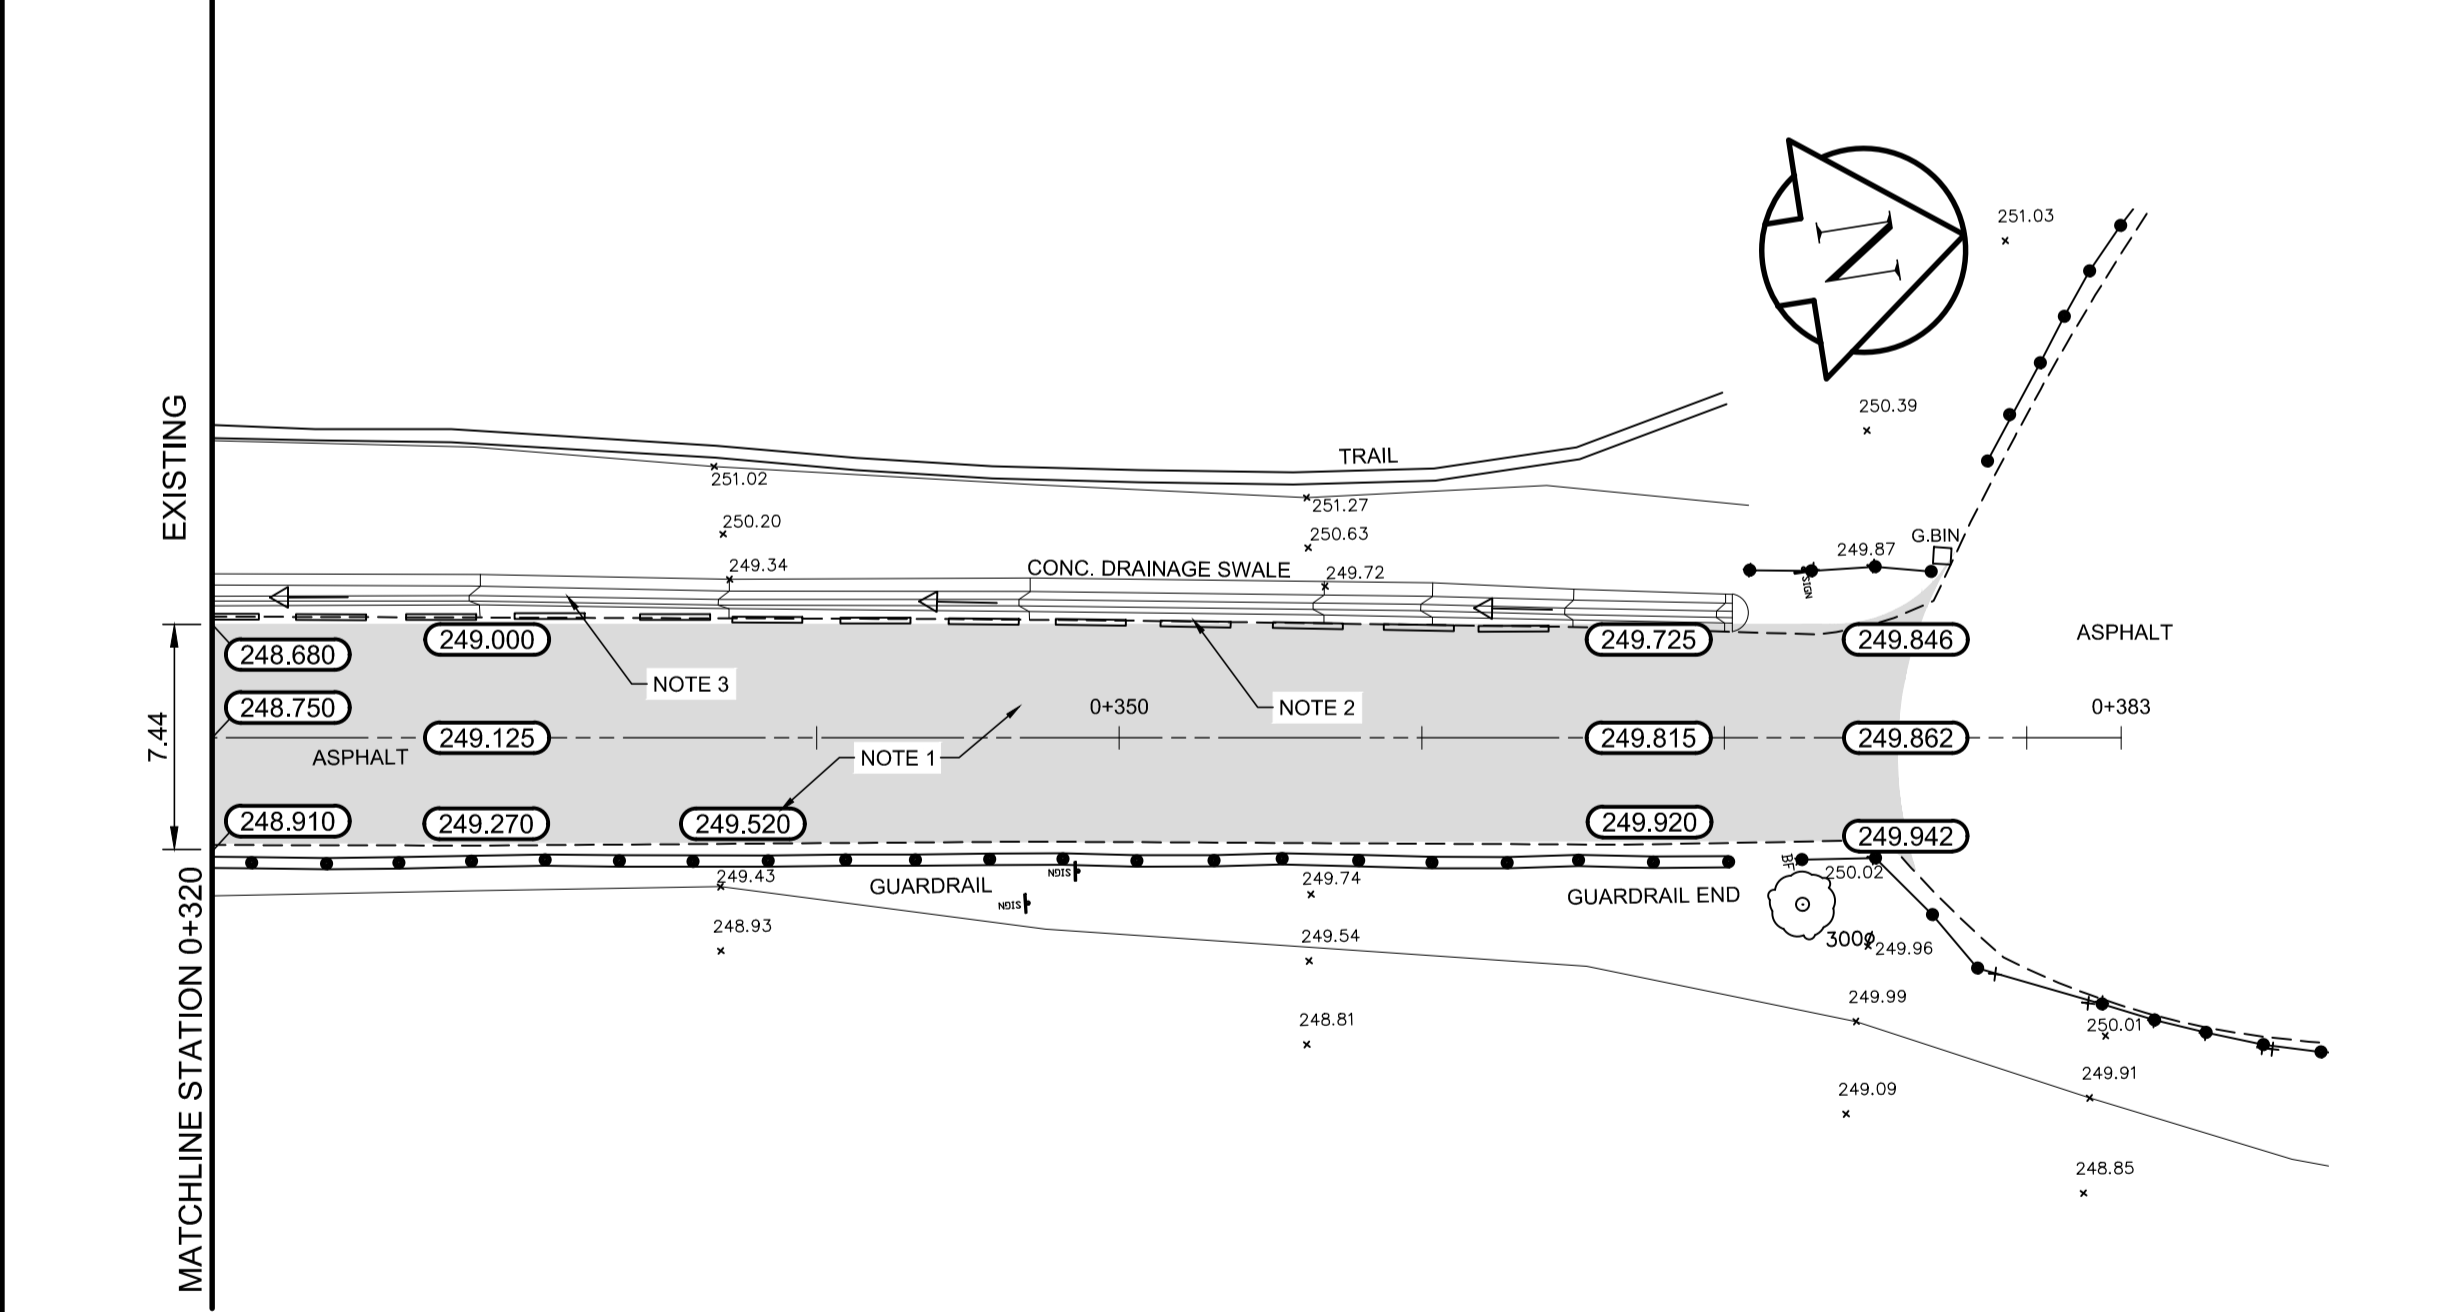 N
251.03
250.39
EXISTING
TRAIL
251.02
251.27
250.20
250.63
G.BIN
249.87
249.34
CONC. DRAINAGE SWALE
249.72
SIGN
248.680
249.000
249.725
249.846
ASPHALT
NOTE 3
248.750
NOTE 2
0+350
0+383
7.44
249.125
249.815
249.862
ASPHALT
NOTE 1
248.910
249.270
249.520
249.920
249.942
MATCHLINE STATION 0+320
249.43
GUARDRAIL
SIGN
SIGN
249.74
GUARDRAIL END
BF
250.02
248.93
249.54
300ø
249.96
249.99
248.81
250.01
249.91
249.09
248.85